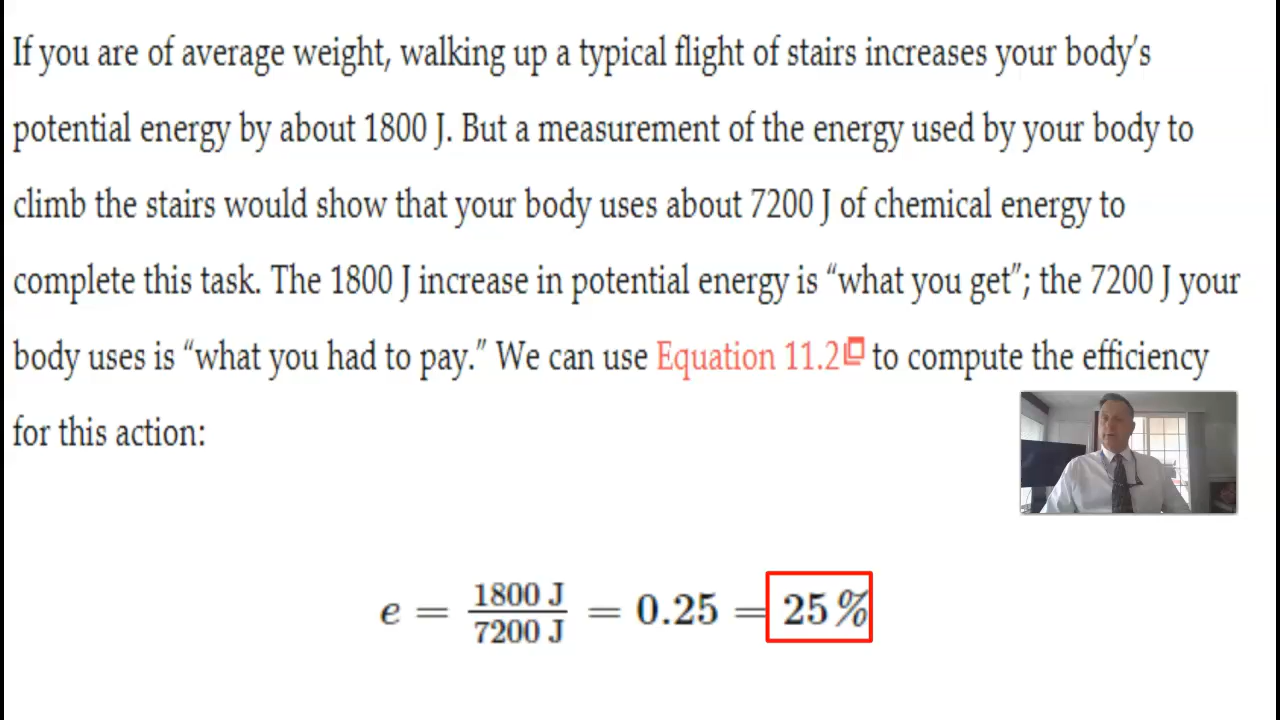 If you are of average weight, walking up a typical flight of stairs increases your body’s
potential energy by about 1800 J. But a measurement of the energy used by your body to
climb the stairs would show that your body uses about 7200 J of chemical energy to
complete this task. The 1800 J increase in potential energy is “what you get”; the 7200 J your
body uses is “what you had to pay.” We can use Equation 11.2 to compute the efficiency
for this action:
e = 1800 J / 7200 J = 0.25 = 25%